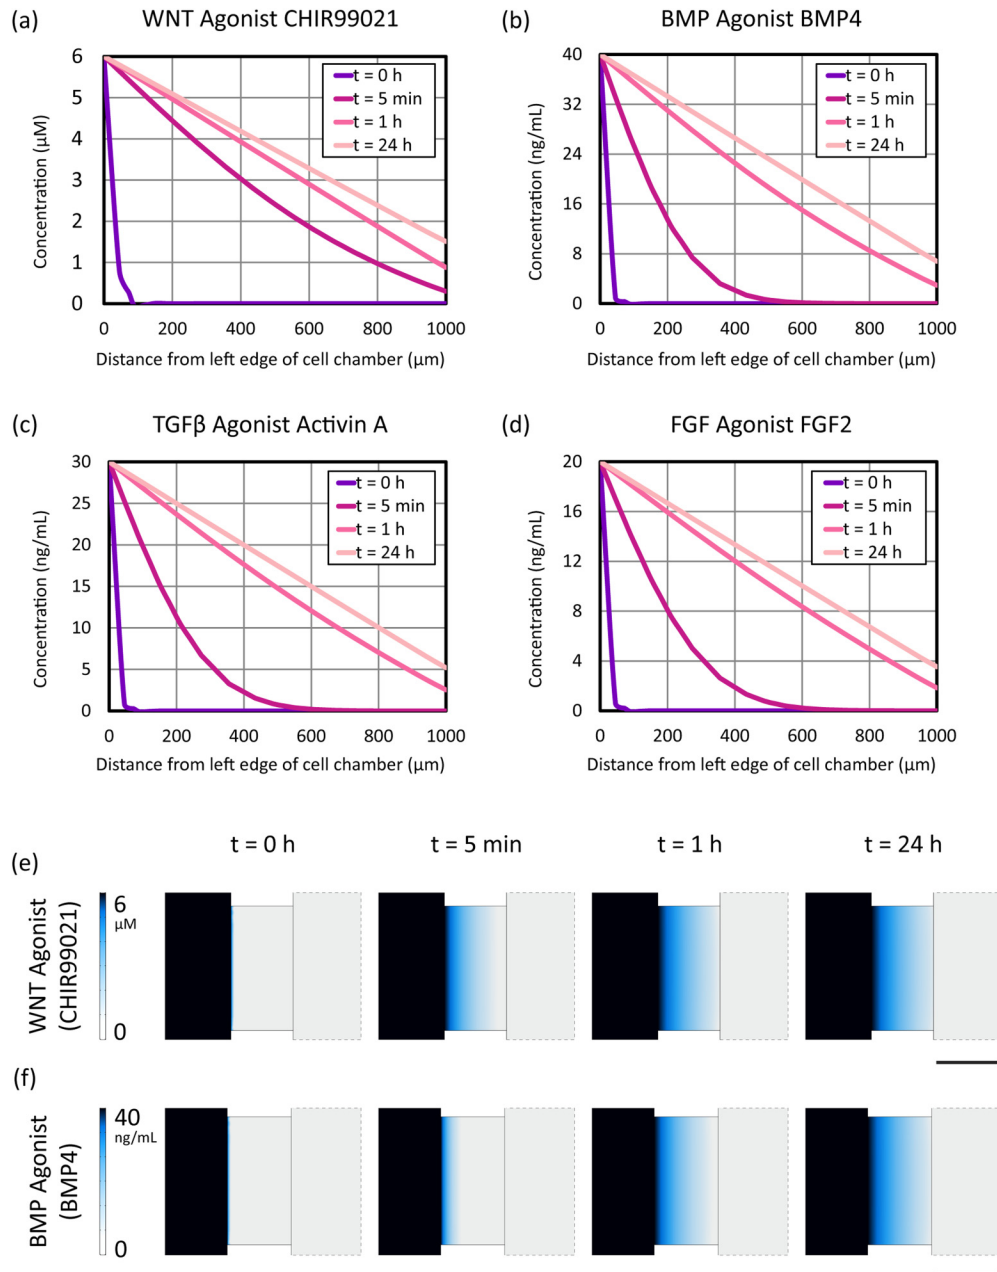 (a)
WNT Agonist CHIR99021
Concentration (μM)
6
5
4
3
2
1
0
t = 0 h
t = 5 min
t = 1 h
t = 24 h
0 200 400 600 800 1000
Distance from left edge of cell chamber (μm)
(b)
BMP Agonist BMP4
Concentration (ng/mL)
40
32
24
16
8
0
t = 0 h
t = 5 min
t = 1 h
t = 24 h
0 200 400 600 800 1000
Distance from left edge of cell chamber (μm)
(c)
TGFβ Agonist Activin A
Concentration (ng/mL)
30
25
20
15
10
5
0
t = 0 h
t = 5 min
t = 1 h
t = 24 h
0 200 400 600 800 1000
Distance from left edge of cell chamber (μm)
(d)
FGF Agonist FGF2
Concentration (ng/mL)
20
16
12
8
4
0
t = 0 h
t = 5 min
t = 1 h
t = 24 h
0 200 400 600 800 1000
Distance from left edge of cell chamber (μm)
t = 0 h t = 5 min t = 1 h t = 24 h
(e)
WNT Agonist
(CHIR99021)
6
μM
0
(f)
BMP Agonist
(BMP4)
40
ng/mL
0